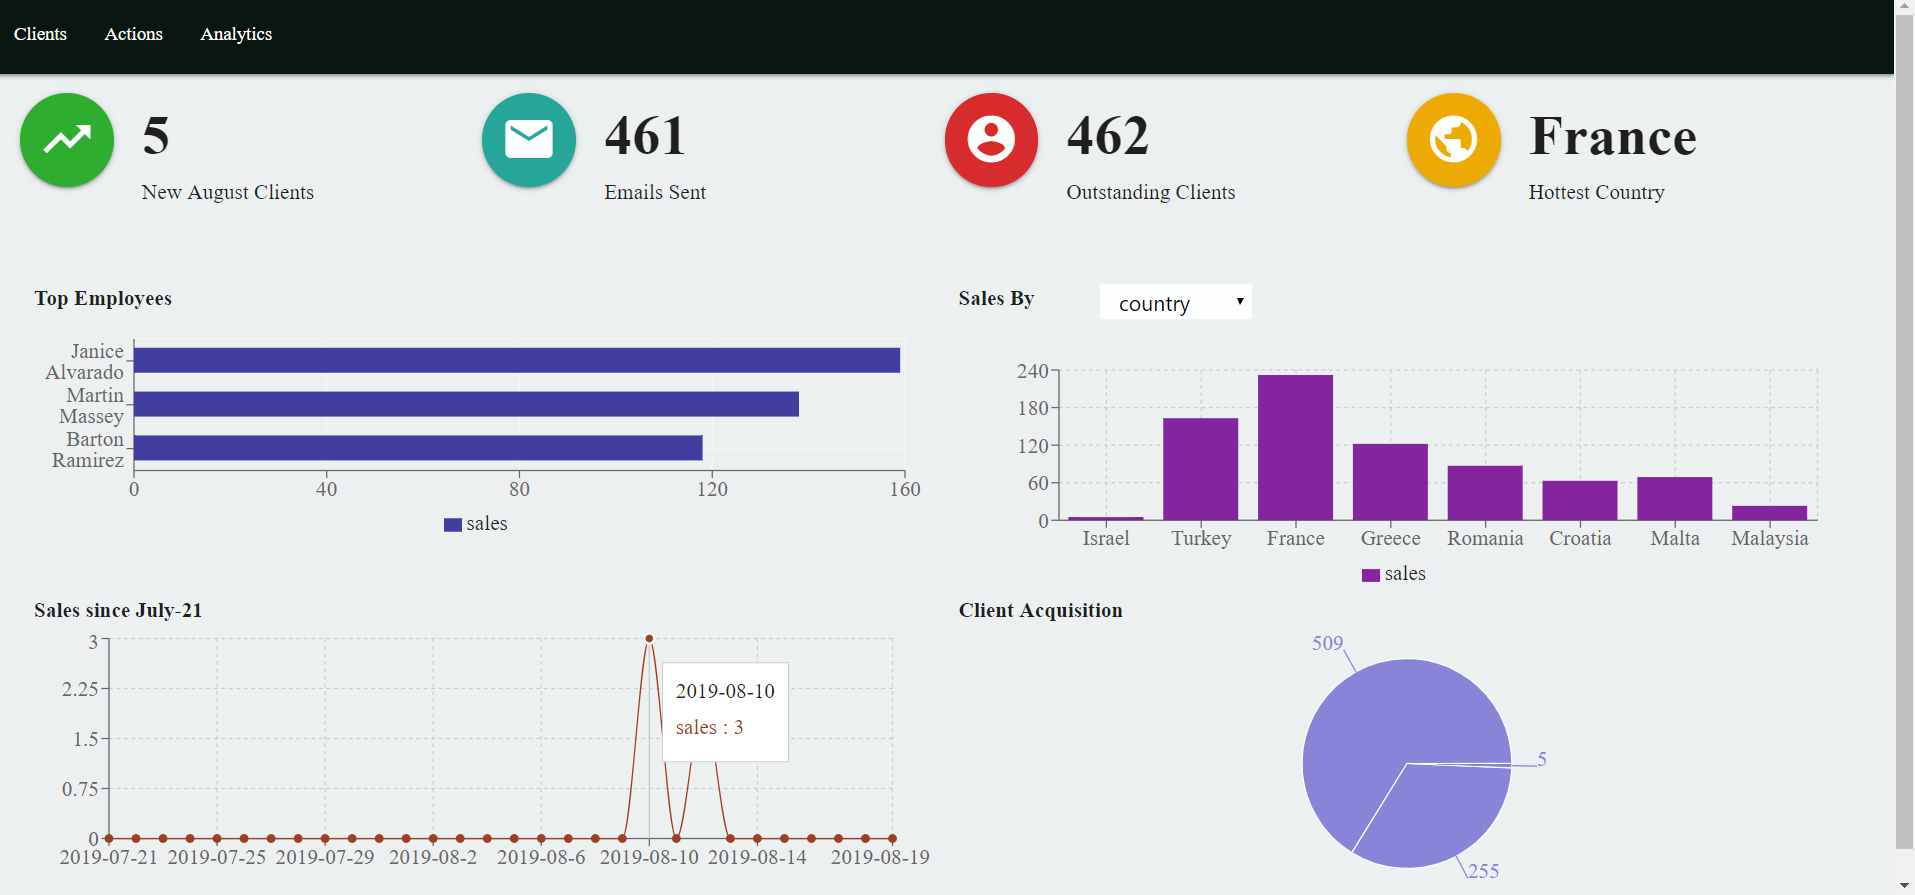 Clients Actions Analytics
5
New August Clients
461
Emails Sent
462
Outstanding Clients
France
Hottest Country
Top Employees
Janice
Alvarado
Martin
Massey
Barton
Ramirez
0 40 80 120 160
sales
Sales By country
240
180
120
60
0
Israel Turkey France Greece Romania Croatia Malta Malaysia
sales
Sales since July-21
3
2.25
1.5
0.75
0
2019-08-10
sales : 3
2019-07-21 2019-07-25 2019-07-29 2019-08-2 2019-08-6 2019-08-10 2019-08-14 2019-08-19
Client Acquisition
509
5
255